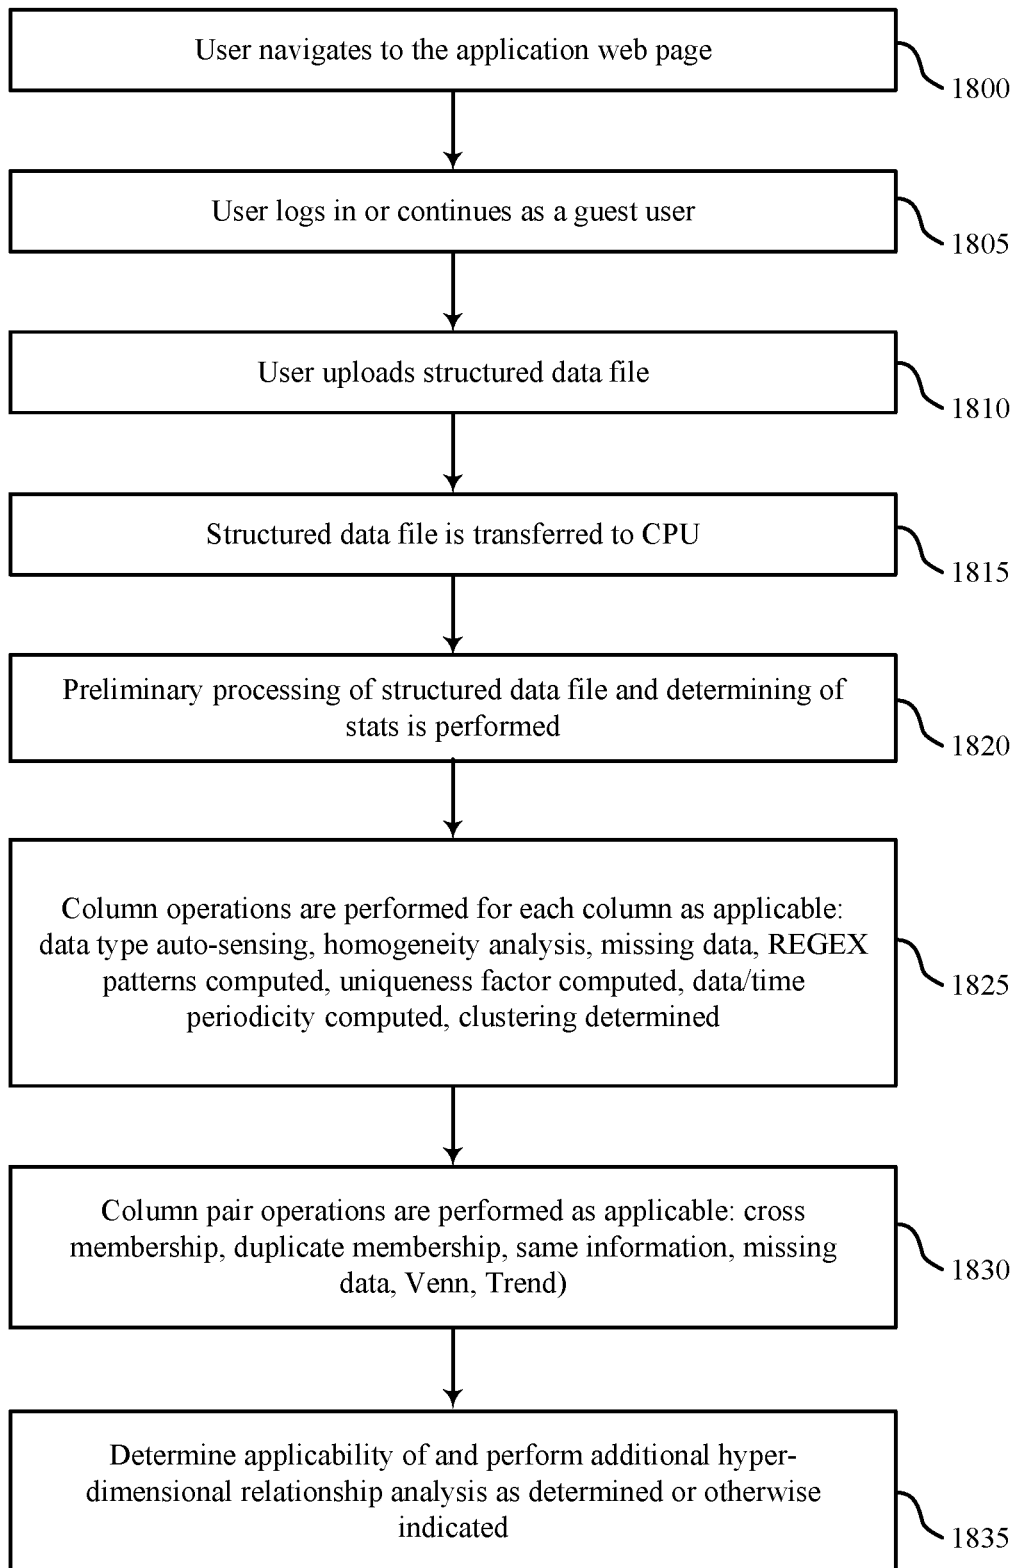 User navigates to the application web page
1800
User logs in or continues as a guest user
1805
User uploads structured data file
1810
Structured data file is transferred to CPU
1815
Preliminary processing of structured data file and determining of
stats is performed
1820
Column operations are performed for each column as applicable:
data type auto-sensing, homogeneity analysis, missing data, REGEX
patterns computed, uniqueness factor computed, data/time
periodicity computed, clustering determined
1825
Column pair operations are performed as applicable: cross
membership, duplicate membership, same information, missing
data, Venn, Trend)
1830
Determine applicability of and perform additional hyper-
dimensional relationship analysis as determined or otherwise
indicated
1835